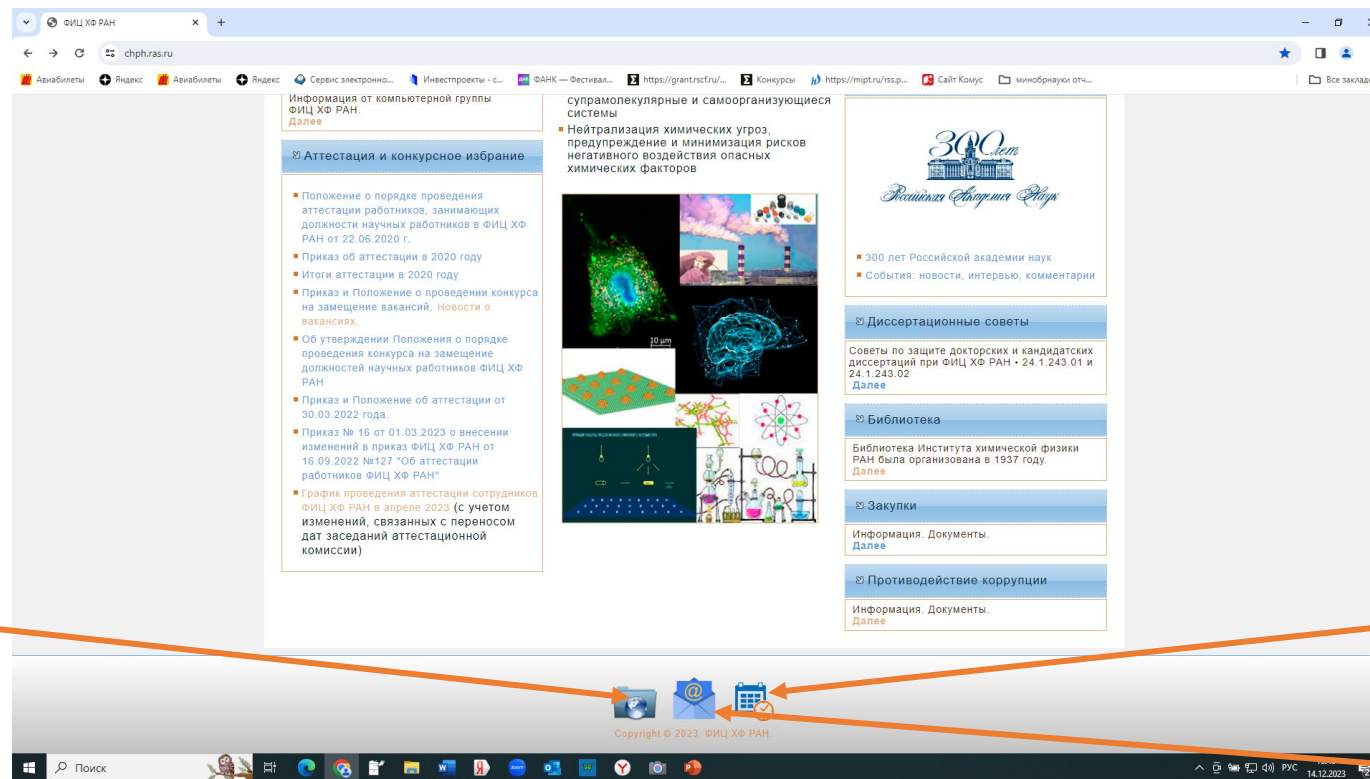 ФИЦ ХФ РАН
chph.ras.ru
Авиабилеты
Яндекс
Авиабилеты
Яндекс
Сервис электронно...
Инвестпроекты - с...
ФАНК — Фестивал...
https://grant.rscf.ru/...
Конкурсы
https://mipt.ru/rss.p...
Сайт Комус
минобрнауки отч...
Все заклад
Информация от компьютерной группы
ФИЦ ХФ РАН.
Далее
Аттестация и конкурсное избрание
Положение о порядке проведения
аттестации работников, занимающих
должности научных работников в ФИЦ ХФ
РАН от 22.06.2020 г.
Приказ об аттестации в 2020 году
Итоги аттестации в 2020 году
Приказ и Положение о проведении конкурса
на замещение вакансий. Новости о
вакансиях.
Об утверждении Положения о порядке
проведения конкурса на замещение
должностей научных работников ФИЦ ХФ
РАН
Приказ и Положение об аттестации от
30.03.2022 года.
Приказ № 16 от 01.03.2023 о внесении
изменений в приказ ФИЦ ХФ РАН от
16.09.2022 №127 "Об аттестации
работников ФИЦ ХФ РАН"
График проведения аттестации сотрудников
ФИЦ ХФ РАН в апреле 2023 (с учетом
изменений, связанных с переносом
дат заседаний аттестационной
комиссии)
супрамолекулярные и самоорганизующиеся
системы
Нейтрализация химических угроз,
предупреждение и минимизация рисков
негативного воздействия опасных
химических факторов
10 µm
300 лет
Российская Академия Наук
300 лет Российской академии наук
События: новости, интервью, комментарии
Диссертационные советы
Советы по защите докторских и кандидатских
диссертаций при ФИЦ ХФ РАН • 24.1.243.01 и
24.1.243.02
Далее
Библиотека
Библиотека Института химической физики
РАН была организована в 1937 году.
Далее
Закупки
Информация. Документы.
Далее
Противодействие коррупции
Информация. Документы.
Далее
Copyright © 2023. ФИЦ ХФ РАН.
Поиск
РУС
14.12.2023